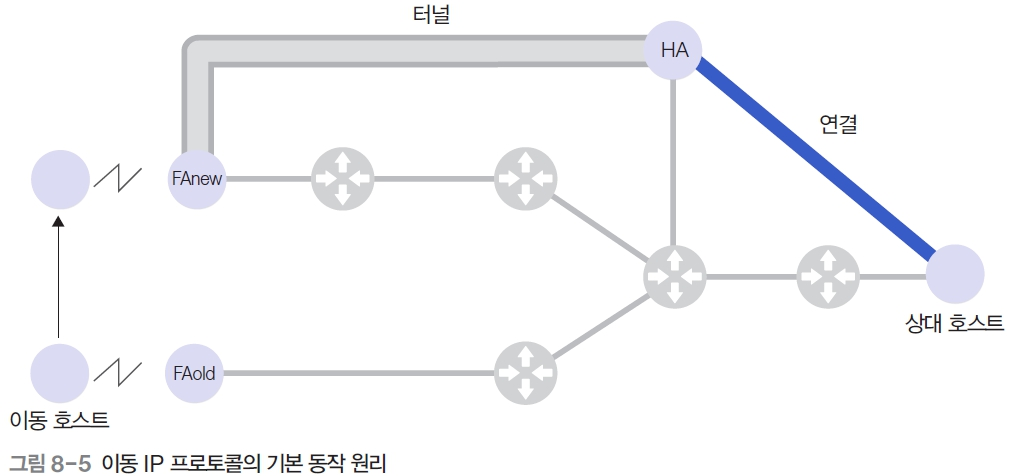 터널
HA
연결
FAnew
상대 호스트
FAold
이동 호스트
그림 8-5 이동 IP 프로토콜의 기본 동작 원리